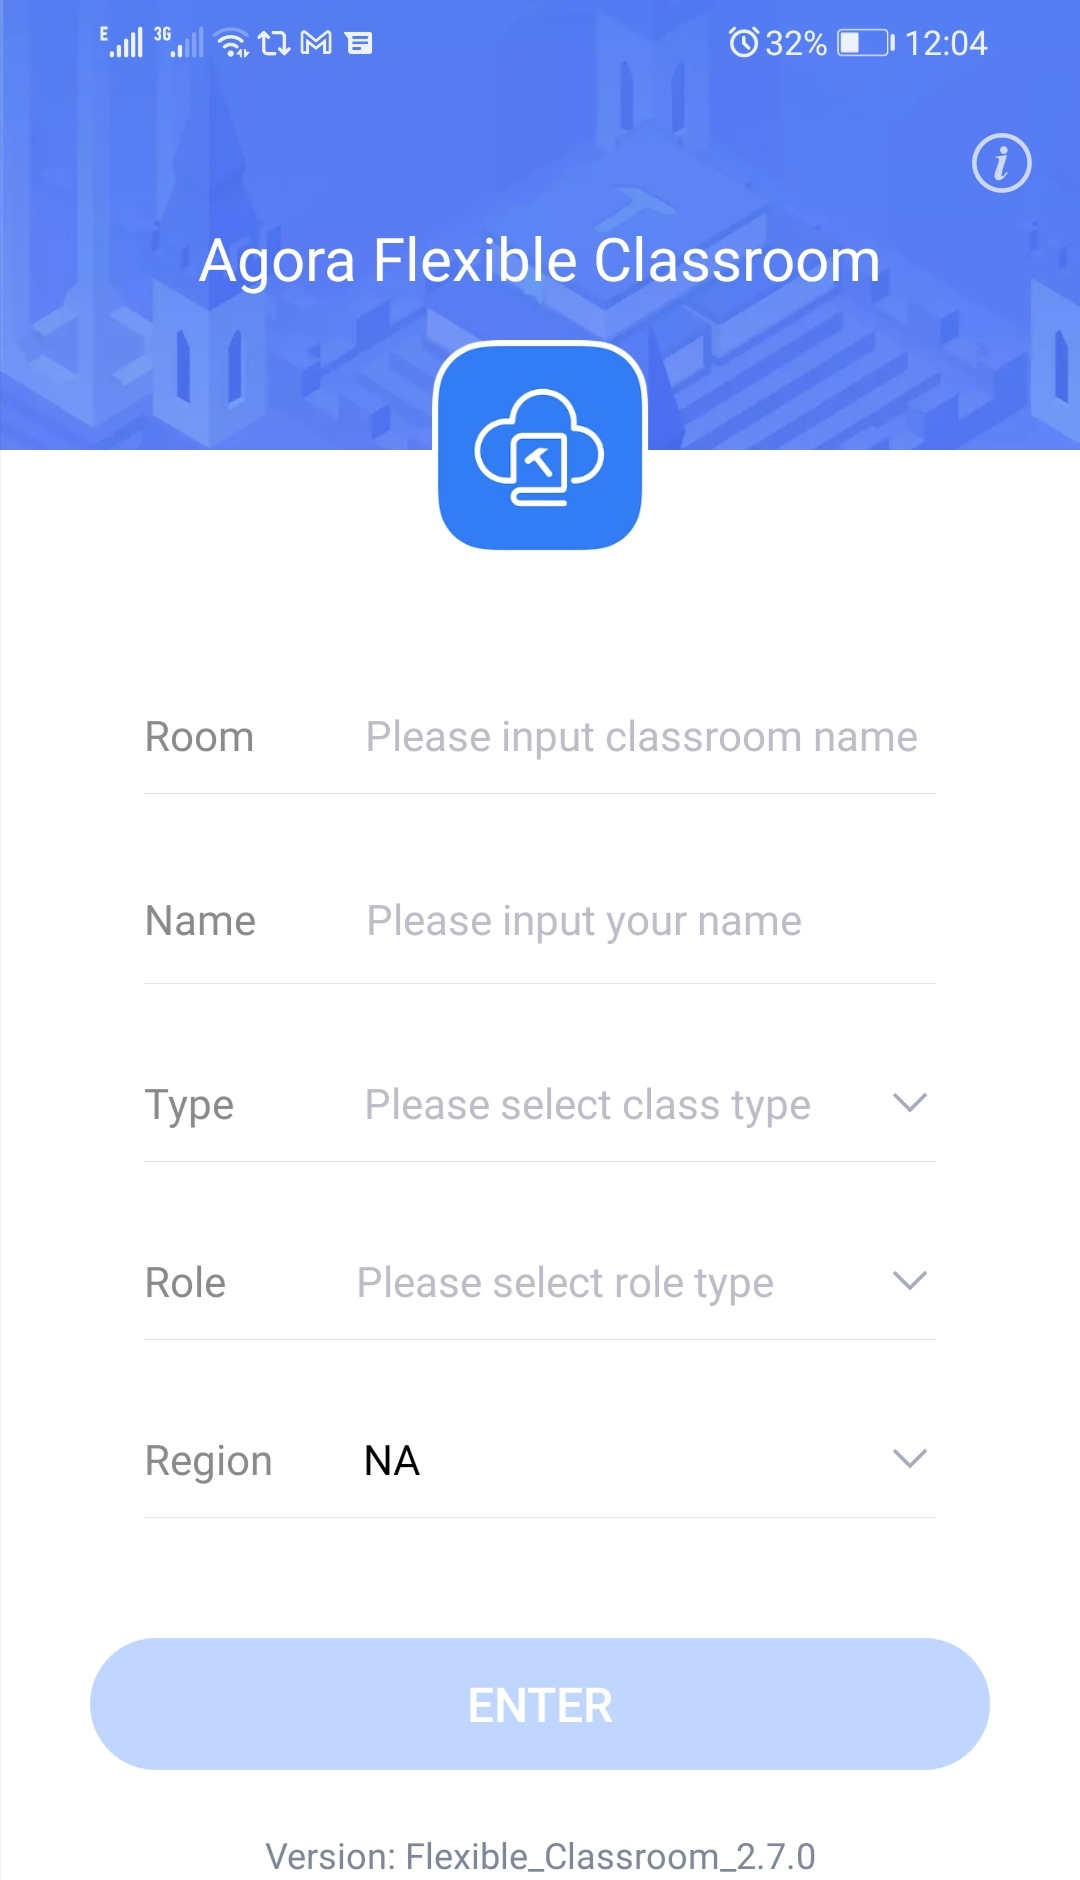 E 3G 32% 12:04
i
Agora Flexible Classroom
Room Please input classroom name
Name Please input your name
Type Please select class type
Role Please select role type
Region NA
ENTER
Version: Flexible_Classroom_2.7.0